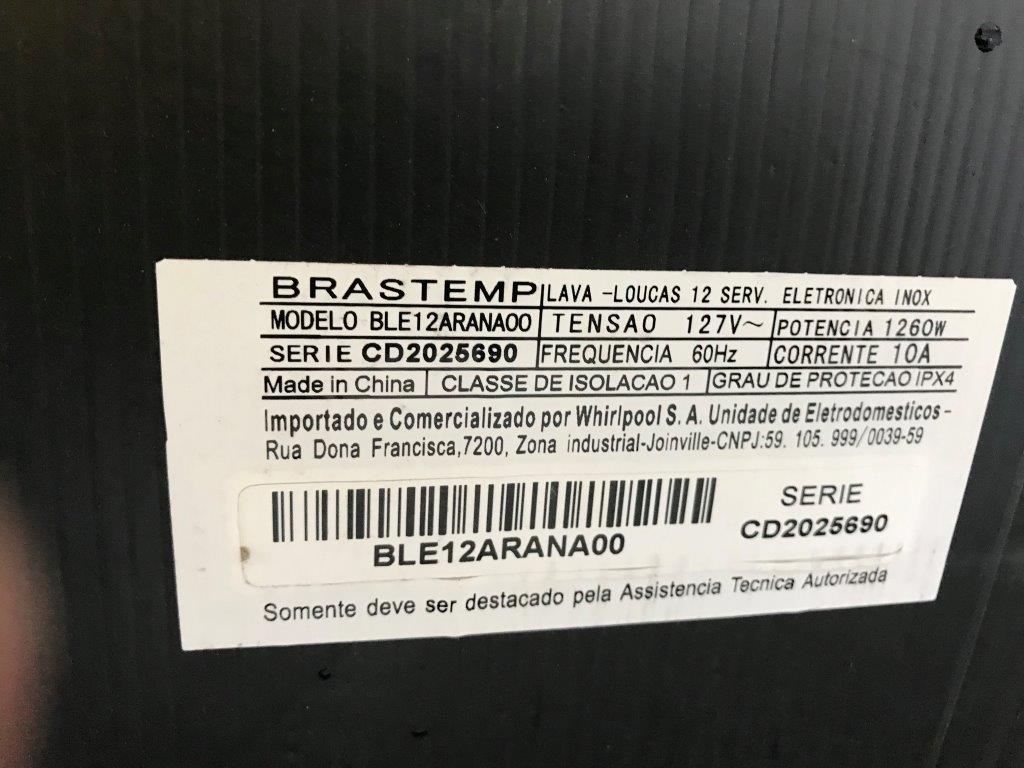 BRASTEMP LAVA -LOUCAS 12 SERV. ELETRONICA INOX
MODELO BLE12ARANA00 TENSAO 127V~ POTENCIA 1260W
SERIE CD2025690 FREQUENCIA 60Hz CORRENTE 10A
Made in China CLASSE DE ISOLACAO 1 GRAU DE PROTECAO IPX4
Importado e Comercializado por Whirlpool S. A. Unidade de Eletrodomesticos -
Rua Dona Francisca,7200, Zona industrial-Joinville-CNPJ:59. 105. 999/0039-59
SERIE
CD2025690
BLE12ARANA00
Somente deve ser destacado pela Assistencia Tecnica Autorizada